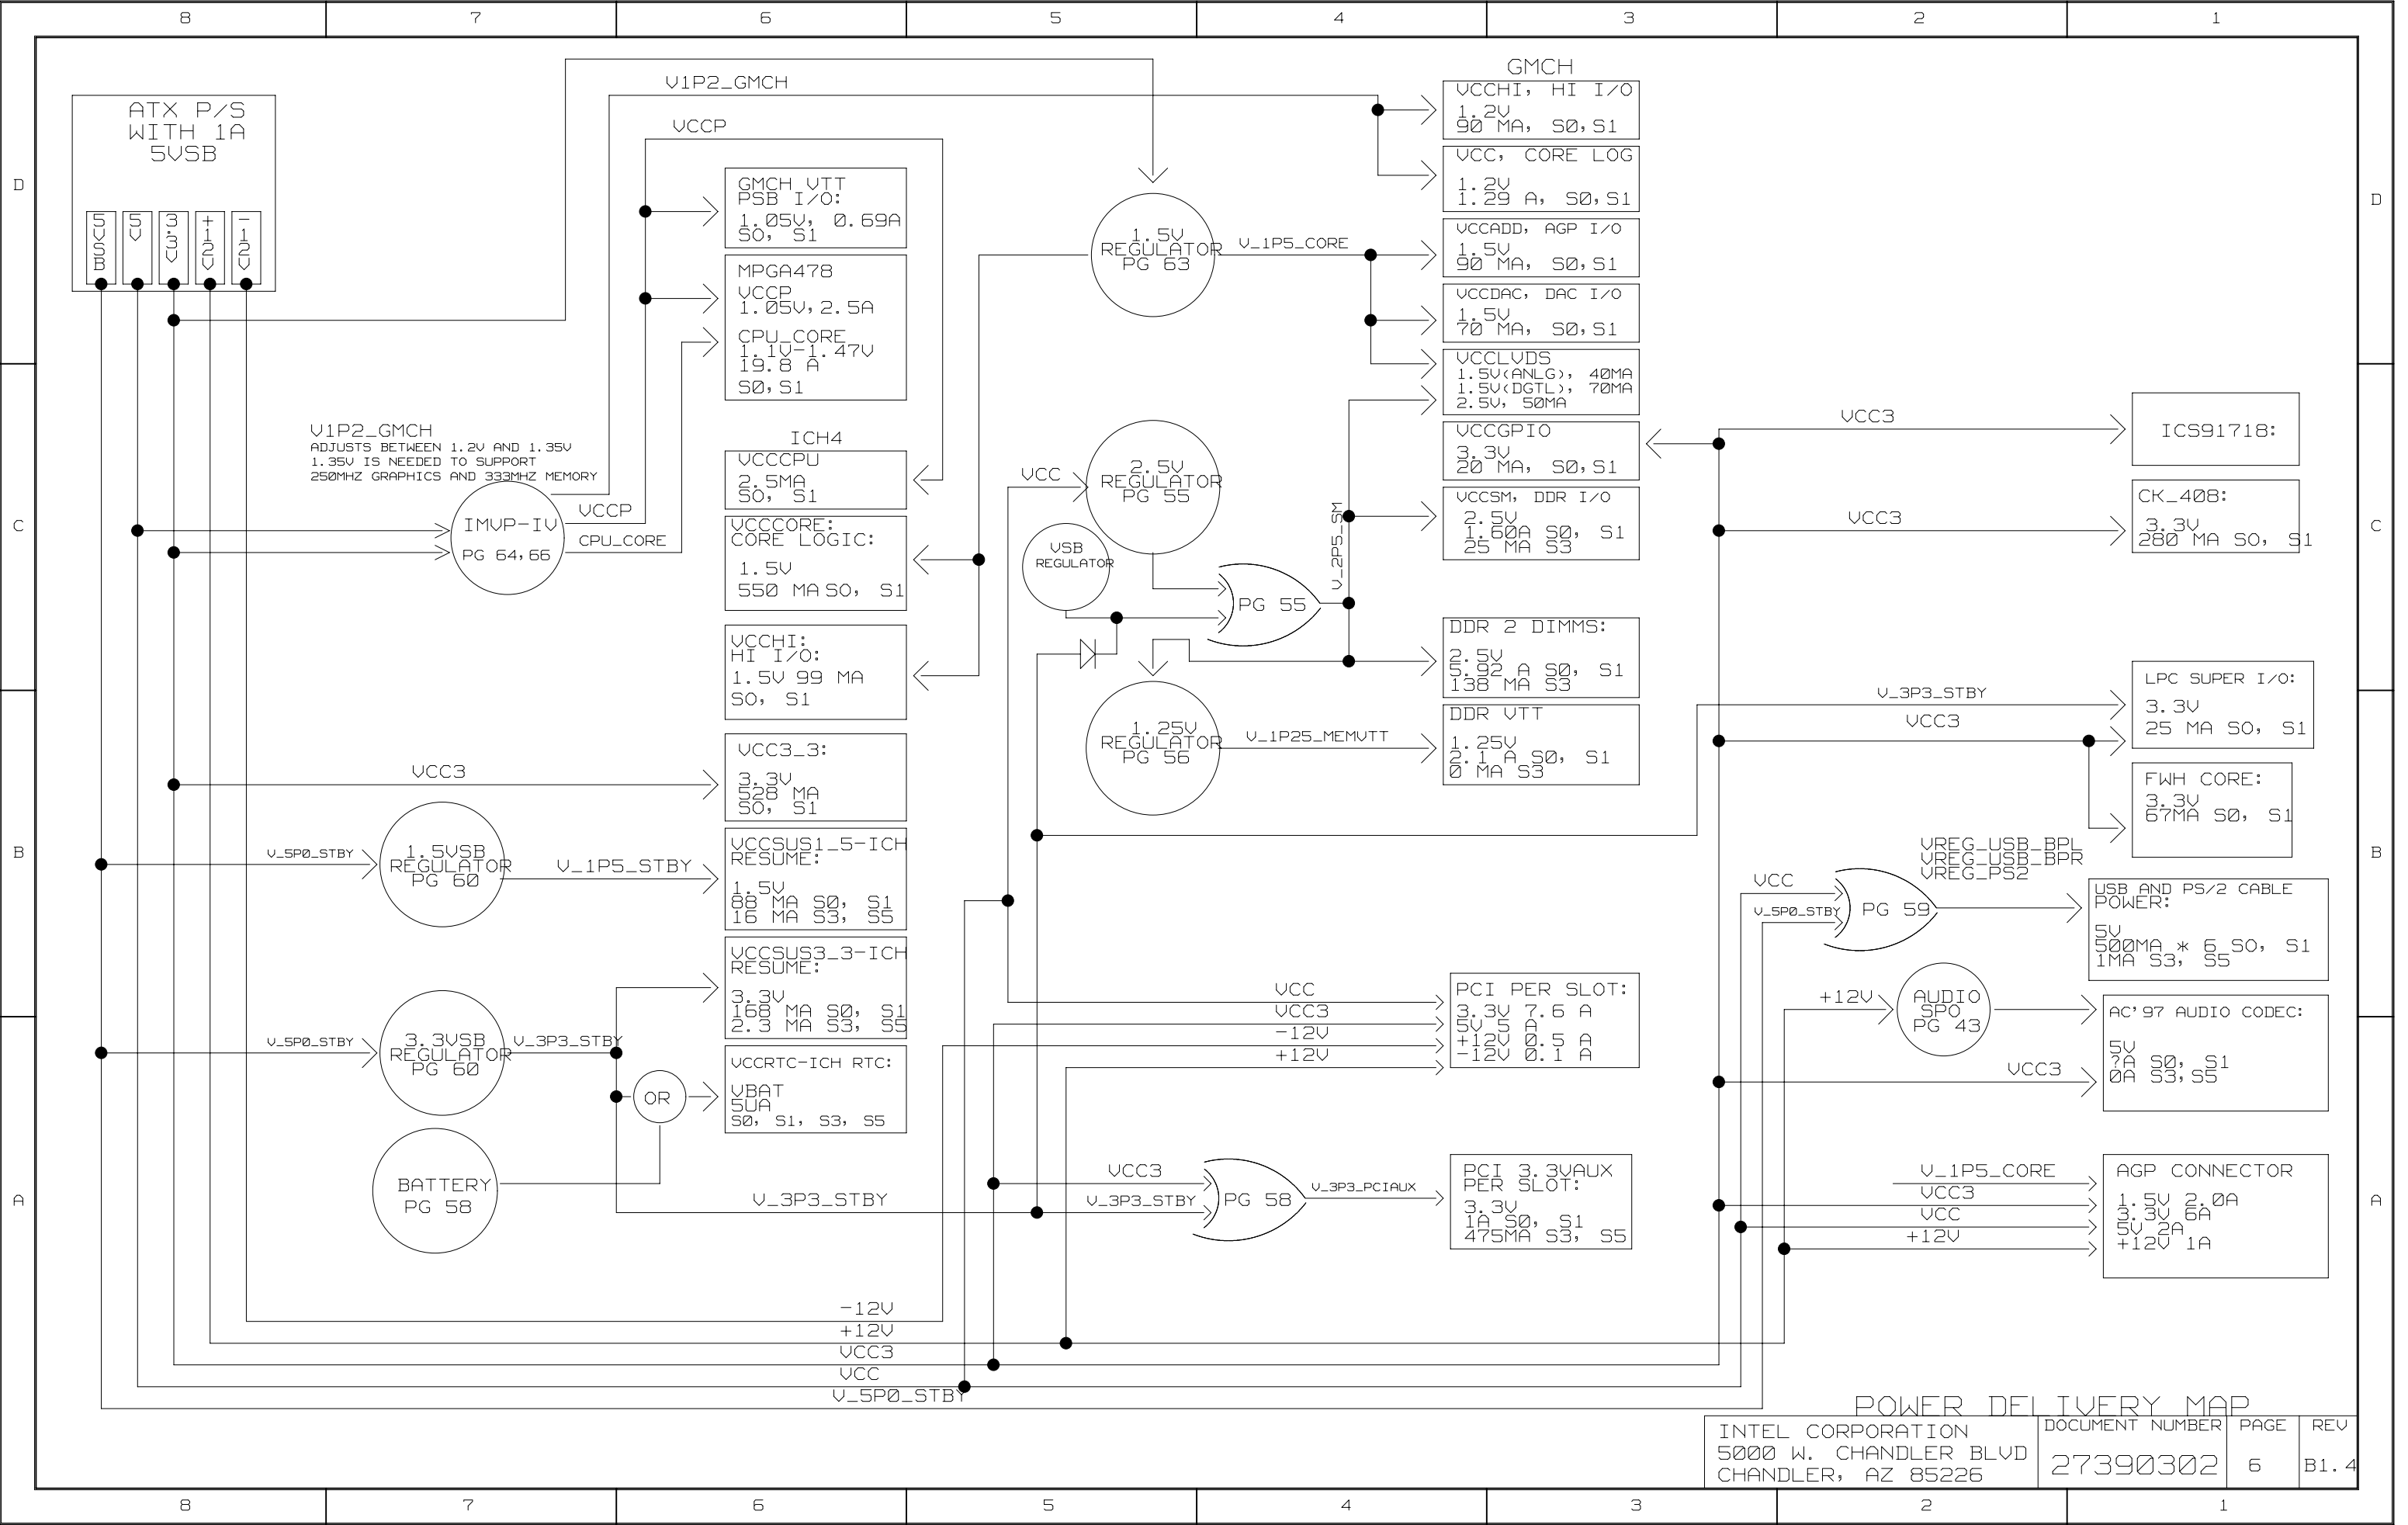 8 7 6 5 4 3 2 1
D
C
B
A
ATX P/S
WITH 1A
5VSB
5VSB
5V
3.3V
+12V
-12V
V1P2_GMCH
VCCP
GMCH VTT
PSB I/O:
1.05V, 0.69A
SO, S1
MPGA478
VCCP
1.05V,2.5A
CPU_CORE
1.1V-1.47V
19.8 A
S0,S1
V1P2_GMCH
ADJUSTS BETWEEN 1.2V AND 1.35V
1.35V IS NEEDED TO SUPPORT
250MHZ GRAPHICS AND 333MHZ MEMORY
IMVP-IV
PG 64,66
VCCP
CPU_CORE
ICH4
VCCCPU
2.5MA
SO, S1
VCCCORE:
CORE LOGIC:
1.5V
550 MA SO, S1
VCCHI:
HI I/O:
1.5V 99 MA
SO, S1
VCC3
VCC3_3:
3.3V
528 MA
SO, S1
V_5P0_STBY
1.5VSB
REGULATOR
PG 60
V_1P5_STBY
VCCSUS1_5-ICH
RESUME:
1.5V
88 MA S0, S1
16 MA S3, S5
VCCSUS3_3-ICH
RESUME:
3.3V
168 MA S0, S1
2.3 MA S3, S5
V_5P0_STBY
3.3VSB
REGULATOR
PG 60
V_3P3_STBY
OR
VCCRTC-ICH RTC:
VBAT
5UA
S0, S1, S3, S5
BATTERY
PG 58
V_3P3_STBY
1.5V
REGULATOR
PG 63
V_1P5_CORE
GMCH
VCCHI, HI I/O
1.2V
90 MA, S0,S1
VCC, CORE LOG
1.2V
1.29 A, S0,S1
VCCADD, AGP I/O
1.5V
90 MA, S0,S1
VCCDAC, DAC I/O
1.5V
70 MA, S0,S1
VCCLVDS
1.5V(ANLG), 40MA
1.5V(DGTL), 70MA
2.5V, 50MA
VCCGPIO
3.3V
20 MA, S0,S1
VCCSM, DDR I/O
2.5V
1.60A S0, S1
25 MA S3
VCC
2.5V
REGULATOR
PG 55
VSB
REGULATOR
PG 55
V_2P5_SM
DDR 2 DIMMS:
2.5V
5.92 A S0, S1
138 MA S3
1.25V
REGULATOR
PG 56
V_1P25_MEMVTT
DDR VTT
1.25V
2.1 A S0, S1
0 MA S3
VCC
VCC3
-12V
+12V
PCI PER SLOT:
3.3V 7.6 A
5V 5 A
+12V 0.5 A
-12V 0.1 A
VCC3
V_3P3_STBY
PG 58
V_3P3_PCIAUX
PCI 3.3VAUX
PER SLOT:
3.3V
1A S0, S1
475MA S3, S5
VCC3
ICS91718:
VCC3
CK_408:
3.3V
280 MA SO, S1
V_3P3_STBY
VCC3
LPC SUPER I/O:
3.3V
25 MA SO, S1
FWH CORE:
3.3V
67MA S0, S1
VREG_USB_BPL
VREG_USB_BPR
VREG_PS2
VCC
V_5P0_STBY
PG 59
USB AND PS/2 CABLE
POWER:
5V
500MA * 6 SO, S1
1MA S3, S5
+12V
AUDIO
SPO
PG 43
VCC3
AC'97 AUDIO CODEC:
5V
?A S0, S1
0A S3,S5
V_1P5_CORE
VCC3
VCC
+12V
AGP CONNECTOR
1.5V 2.0A
3.3V 6A
5V 2A
+12V 1A
-12V
+12V
VCC3
VCC
V_5P0_STBY
POWER DELIVERY MAP
INTEL CORPORATION
5000 W. CHANDLER BLVD
CHANDLER, AZ 85226
DOCUMENT NUMBER
27390302
PAGE
6
REV
B1.4
D
C
B
A
8 7 6 5 4 3 2 1